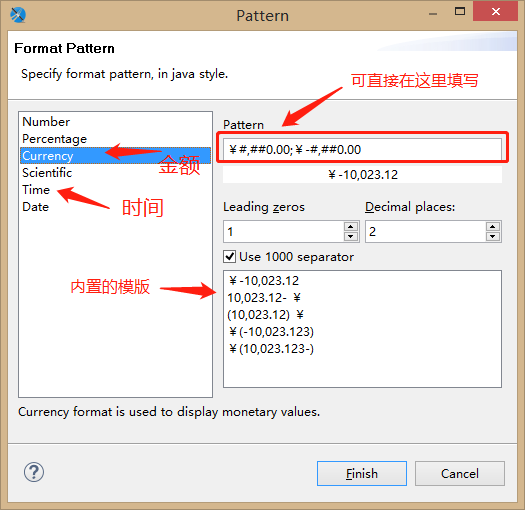 Pattern
Format Pattern
Specify format pattern, in java style.
可直接在这里填写
Number
Percentage
Currency
Scientific
Time
Date
金额
时间
Pattern
￥#,##0.00;￥-#,##0.00
￥-10,023.12
Leading zeros
Decimal places:
1
2
Use 1000 separator
内置的模版
￥-10,023.12
10,023.12- ￥
(10,023.12) ￥
￥(-10,023.123)
￥(10,023.123-)
Currency format is used to display monetary values.
?
Finish
Cancel